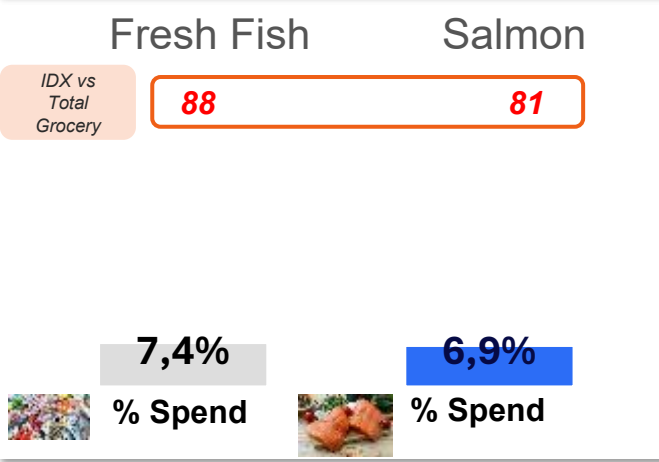 Fresh Fish Salmon
IDX vs
Total
Grocery
88 81
7,4% 6,9%
% Spend % Spend